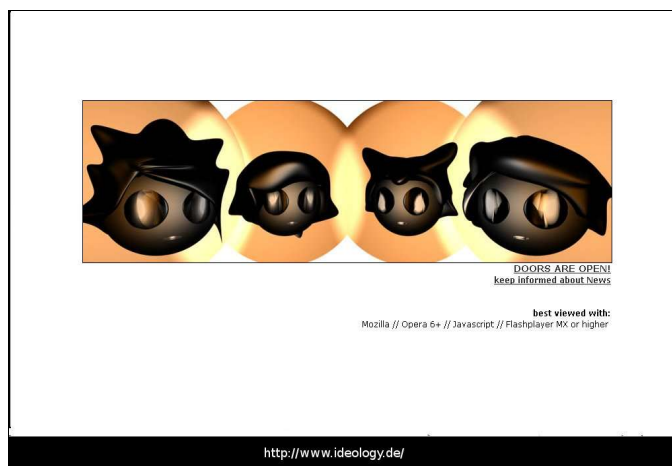 DOORS ARE OPEN!
keep informed about News
best viewed with:
Mozilla // Opera 6+ // Javascript // Flashplayer MX or higher
http://www.ideology.de/